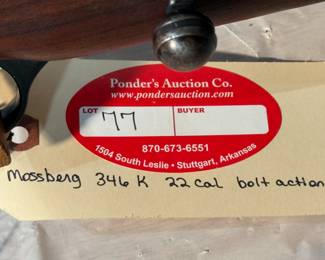 Ponder's Auction Co.
www.pondersauction.com
LOT 77 BUYER
870-673-6551
1504 South Leslie • Stuttgart, Arkansas
Mossberg 346 K 22 cal bolt action